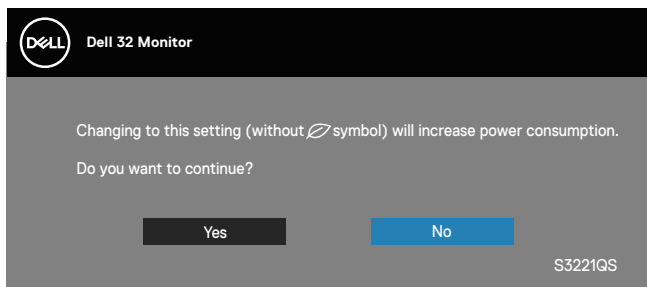 DELL
Dell 32 Monitor
Changing to this setting (without symbol) will increase power consumption.
Do you want to continue?
Yes
No
S3221QS